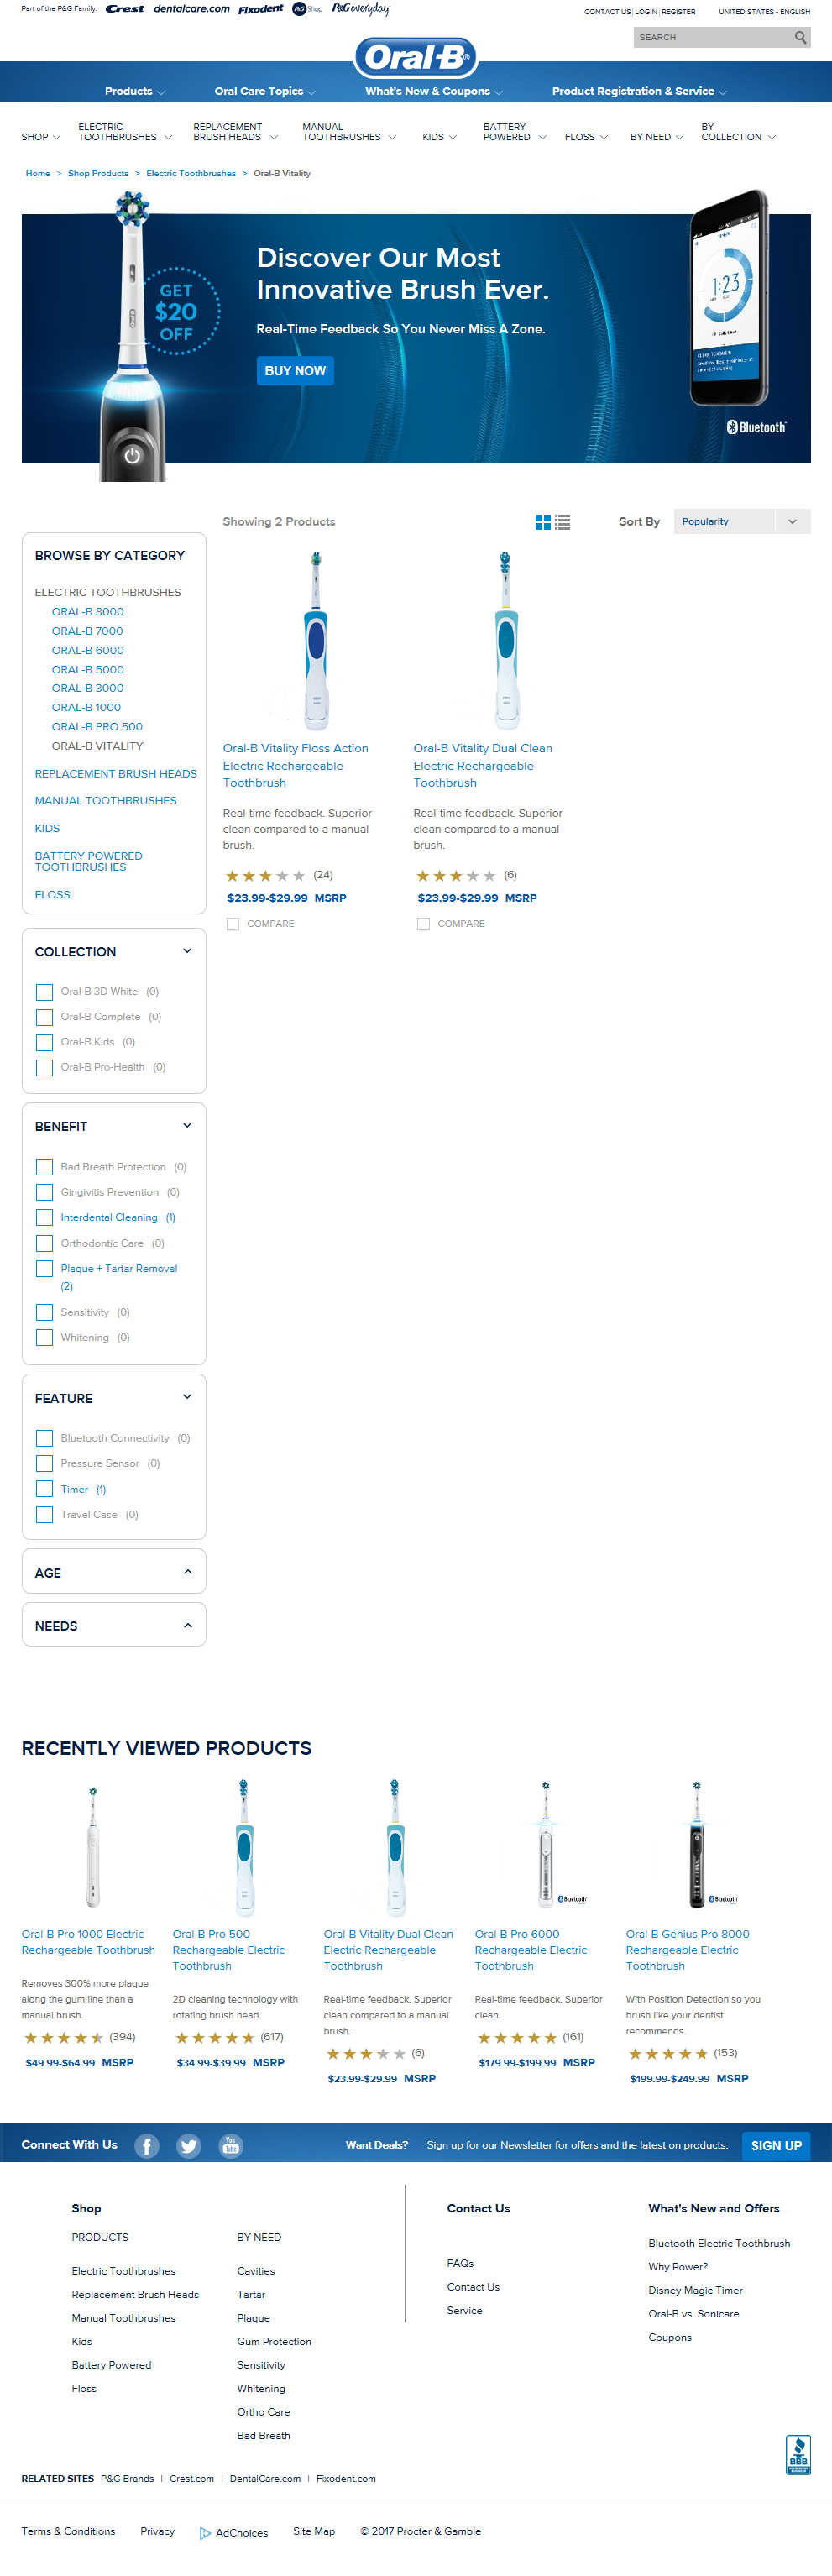 Part of the P&G Family: Crest dentalcare.com Fixodent P&G Shop P&Geveryday
CONTACT US LOGIN REGISTER UNITED STATES - ENGLISH
SEARCH
Oral-B®
Products Oral Care Topics What's New & Coupons Product Registration & Service
SHOP ELECTRIC TOOTHBRUSHES REPLACEMENT BRUSH HEADS MANUAL TOOTHBRUSHES KIDS BATTERY POWERED FLOSS BY NEED BY COLLECTION
Home > Shop Products > Electric Toothbrushes > Oral-B Vitality
GET
$20
OFF
Discover Our Most
Innovative Brush Ever.
Real-Time Feedback So You Never Miss A Zone.
BUY NOW
1:23
Bluetooth
Showing 2 Products
Sort By Popularity
BROWSE BY CATEGORY
ELECTRIC TOOTHBRUSHES
ORAL-B 8000
ORAL-B 7000
ORAL-B 6000
ORAL-B 5000
ORAL-B 3000
ORAL-B 1000
ORAL-B PRO 500
ORAL-B VITALITY
REPLACEMENT BRUSH HEADS
MANUAL TOOTHBRUSHES
KIDS
BATTERY POWERED
TOOTHBRUSHES
FLOSS
Oral-B Vitality Floss Action
Electric Rechargeable
Toothbrush
Real-time feedback. Superior
clean compared to a manual
brush.
(24)
$23.99-$29.99 MSRP
COMPARE
Oral-B Vitality Dual Clean
Electric Rechargeable
Toothbrush
Real-time feedback. Superior
clean compared to a manual
brush.
(6)
$23.99-$29.99 MSRP
COMPARE
COLLECTION
Oral-B 3D White (0)
Oral-B Complete (0)
Oral-B Kids (0)
Oral-B Pro-Health (0)
BENEFIT
Bad Breath Protection (0)
Gingivitis Prevention (0)
Interdental Cleaning (1)
Orthodontic Care (0)
Plaque + Tartar Removal
(2)
Sensitivity (0)
Whitening (0)
FEATURE
Bluetooth Connectivity (0)
Pressure Sensor (0)
Timer (1)
Travel Case (0)
AGE
NEEDS
RECENTLY VIEWED PRODUCTS
Bluetooth
Bluetooth
Oral-B Pro 1000 Electric
Rechargeable Toothbrush
Removes 300% more plaque
along the gum line than a
manual brush.
(394)
$49.99-$64.99 MSRP
Oral-B Pro 500
Rechargeable Electric
Toothbrush
2D cleaning technology with
rotating brush head.
(617)
$34.99-$39.99 MSRP
Oral-B Vitality Dual Clean
Electric Rechargeable
Toothbrush
Real-time feedback. Superior
clean compared to a manual
brush.
(6)
$23.99-$29.99 MSRP
Oral-B Pro 6000
Rechargeable Electric
Toothbrush
Real-time feedback. Superior
clean.
(161)
$179.99-$199.99 MSRP
Oral-B Genius Pro 8000
Rechargeable Electric
Toothbrush
With Position Detection so you
brush like your dentist
recommends.
(153)
$199.99-$249.99 MSRP
Connect With Us
You
Tube
Want Deals? Sign up for our Newsletter for offers and the latest on products. SIGN UP
Shop
PRODUCTS
Electric Toothbrushes
Replacement Brush Heads
Manual Toothbrushes
Kids
Battery Powered
Floss
BY NEED
Cavities
Tartar
Plaque
Gum Protection
Sensitivity
Whitening
Ortho Care
Bad Breath
Contact Us
FAQs
Contact Us
Service
What's New and Offers
Bluetooth Electric Toothbrush
Why Power?
Disney Magic Timer
Oral-B vs. Sonicare
Coupons
BBB
RELATED SITES P&G Brands | Crest.com | DentalCare.com | Fixodent.com
Terms & Conditions Privacy AdChoices Site Map © 2017 Procter & Gamble